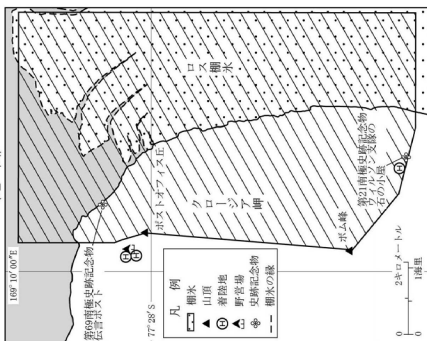 169° 10′ 00″E
第69南極史跡記念物
伝言ポスト
77° 28′ S
ポストオフィス丘
ロス
棚氷
クロージア岬
ポム峰
第21南極史跡記念物
ウィルソン支隊の
石の小屋
凡 例
棚氷
山頂
着陸地
野営場
史跡記念物
棚氷の縁
0 2キロメートル
0 1海里